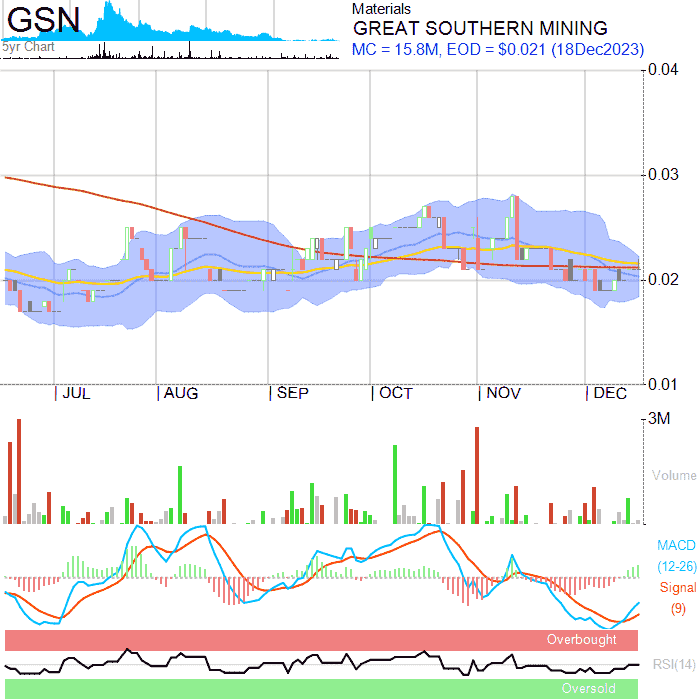 GSN
5yr Chart
Materials
GREAT SOUTHERN MINING
MC = 15.8M, EOD = $0.021 (18Dec2023)
0.04
0.03
0.02
0.01
JUL
AUG
SEP
OCT
NOV
DEC
3M
Volume
MACD
(12-26)
Signal
(9)
Overbought
RSI(14)
Oversold